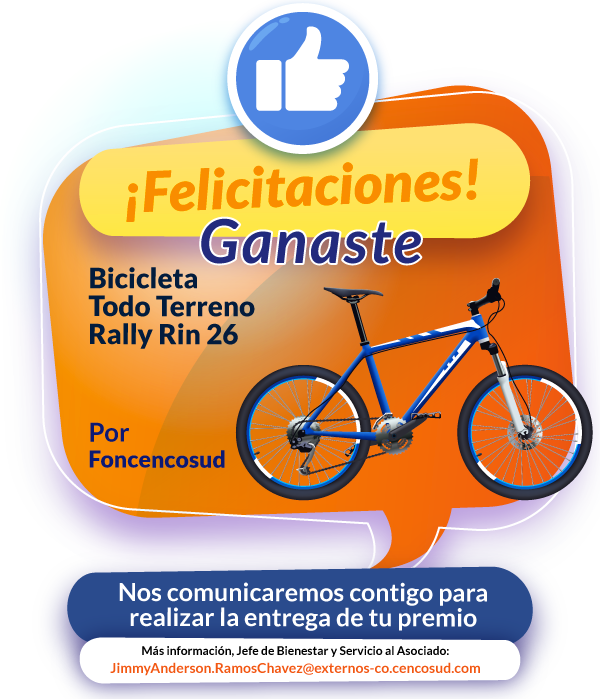 ¡Felicitaciones!
Ganaste
Bicicleta
Todo Terreno
Rally Rin 26
Por
Foncencosud
Nos comunicaremos contigo para
realizar la entrega de tu premio
Más información, Jefe de Bienestar y Servicio al Asociado:
JimmyAnderson.RamosChavez@externos-co.cencosud.com